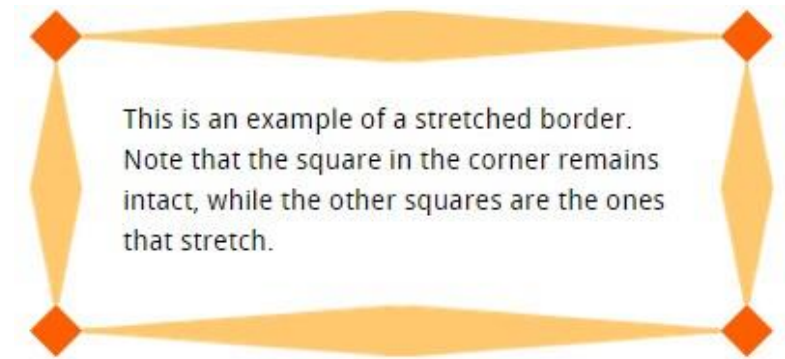 This is an example of a stretched border.
Note that the square in the corner remains
intact, while the other squares are the ones
that stretch.